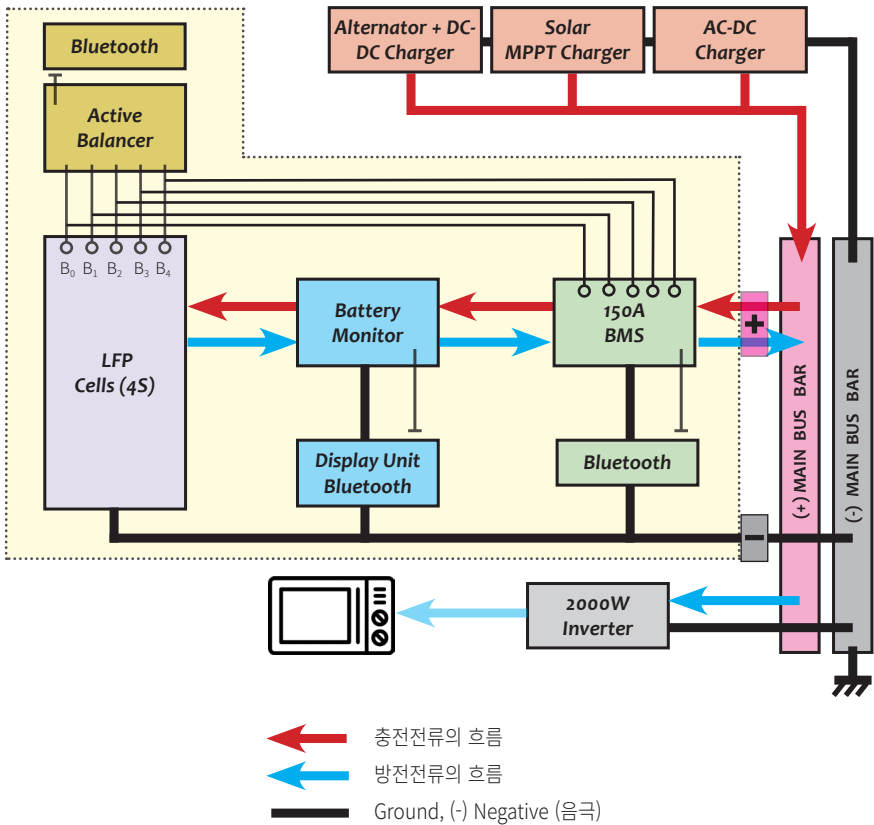 Bluetooth
Active
Balancer
Alternator + DC-
DC Charger
Solar
MPPT Charger
AC-DC
Charger
B₀ B₁ B₂ B₃ B₄
LFP
Cells (4S)
Battery
Monitor
150A
BMS
+
Display Unit
Bluetooth
Bluetooth
−
(+) MAIN BUS BAR
(-) MAIN BUS BAR
2000W
Inverter
충전전류의 흐름
방전전류의 흐름
Ground, (-) Negative (음극)